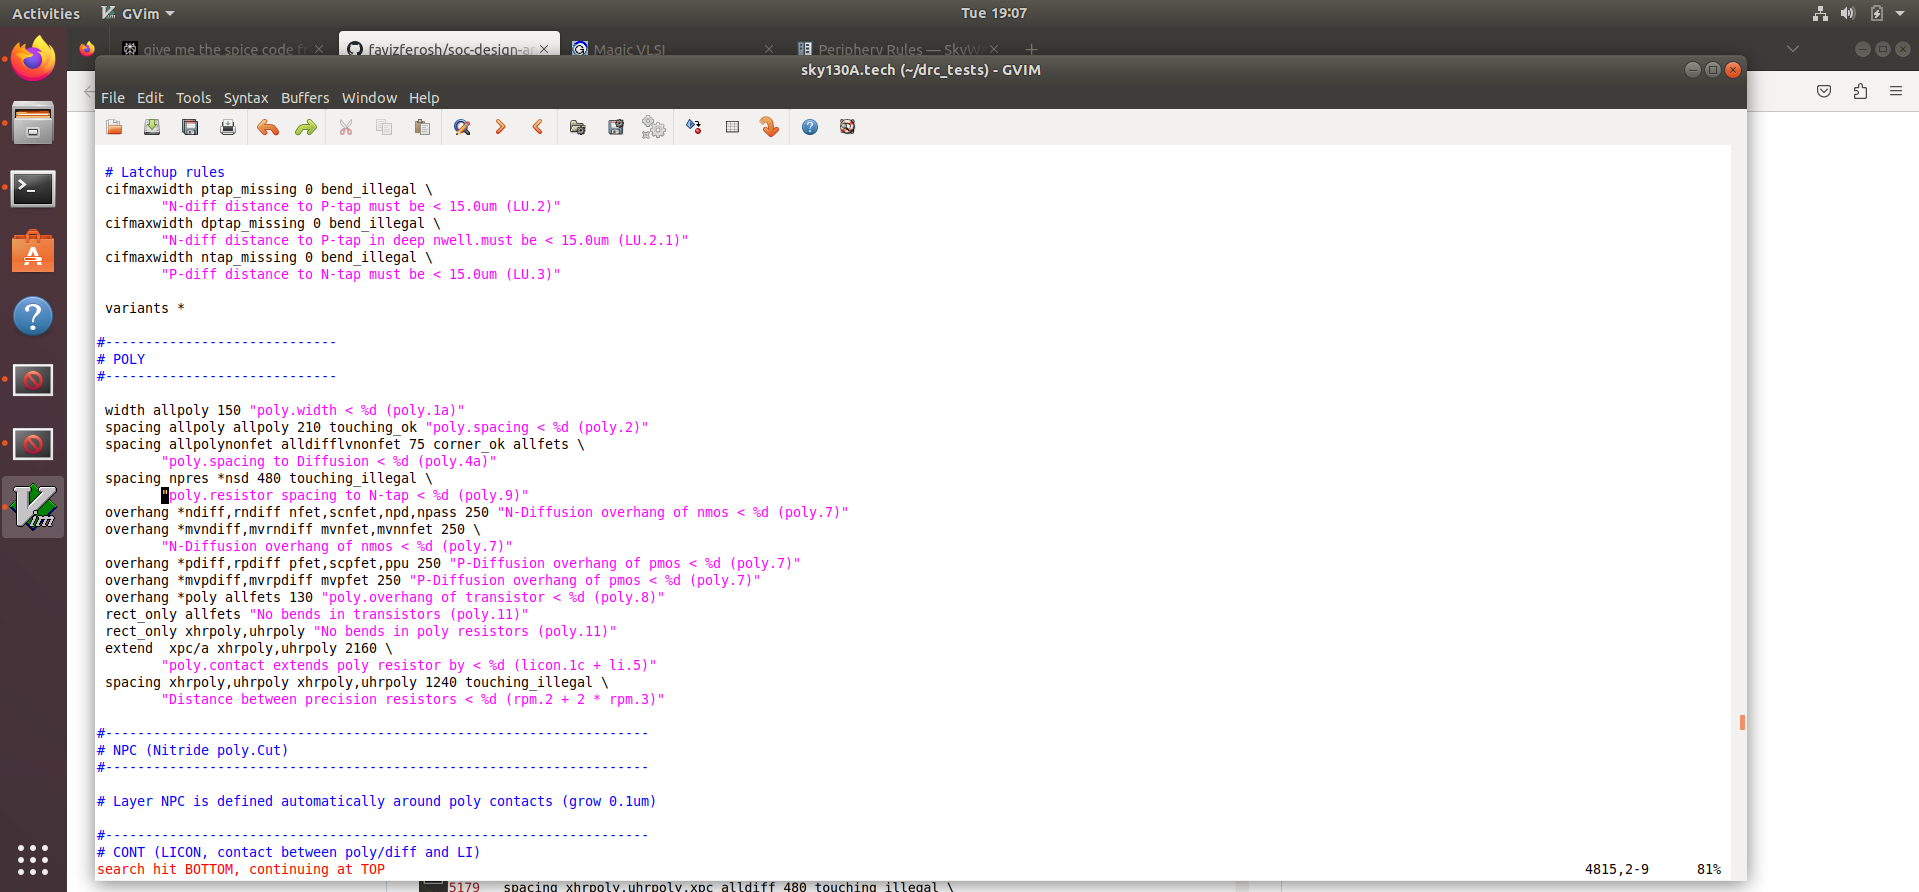 Activities GVim Tue 19:07
give me the spice code fr favizferosh/soc-design-an Magic VLSI Periphery Rules — SkyWa
sky130A.tech (~/drc_tests) - GVIM
File Edit Tools Syntax Buffers Window Help
# Latchup rules
cifmaxwidth ptap_missing 0 bend_illegal \
"N-diff distance to P-tap must be < 15.0um (LU.2)"
cifmaxwidth dptap_missing 0 bend_illegal \
"N-diff distance to P-tap in deep nwell.must be < 15.0um (LU.2.1)"
cifmaxwidth ntap_missing 0 bend_illegal \
"P-diff distance to N-tap must be < 15.0um (LU.3)"
variants *
#-----------------------------
# POLY
#-----------------------------
width allpoly 150 "poly.width < %d (poly.1a)"
spacing allpoly allpoly 210 touching_ok "poly.spacing < %d (poly.2)"
spacing allpolynonfet alldifflvnonfet 75 corner_ok allfets \
"poly.spacing to Diffusion < %d (poly.4a)"
spacing npres *nsd 480 touching_illegal \
"poly.resistor spacing to N-tap < %d (poly.9)"
overhang *ndiff,rndiff nfet,scnfet,npd,npass 250 "N-Diffusion overhang of nmos < %d (poly.7)"
overhang *mvndiff,mvrndiff mvnfet,mvnnfet 250 \
"N-Diffusion overhang of nmos < %d (poly.7)"
overhang *pdiff,rpdiff pfet,scpfet,ppu 250 "P-Diffusion overhang of pmos < %d (poly.7)"
overhang *mvpdiff,mvrpdiff mvpfet 250 "P-Diffusion overhang of pmos < %d (poly.7)"
overhang *poly allfets 130 "poly.overhang of transistor < %d (poly.8)"
rect_only allfets "No bends in transistors (poly.11)"
rect_only xhrpoly,uhrpoly "No bends in poly resistors (poly.11)"
extend  xpc/a xhrpoly,uhrpoly 2160 \
"poly.contact extends poly resistor by < %d (licon.1c + li.5)"
spacing xhrpoly,uhrpoly xhrpoly,uhrpoly 1240 touching_illegal \
"Distance between precision resistors < %d (rpm.2 + 2 * rpm.3)"
#--------------------------------------------------------------------
# NPC (Nitride poly.Cut)
#--------------------------------------------------------------------
# Layer NPC is defined automatically around poly contacts (grow 0.1um)
#--------------------------------------------------------------------
# CONT (LICON, contact between poly/diff and LI)
search hit BOTTOM, continuing at TOP 4815,2-9 81%
5179 spacing xhrpoly,uhrpoly,xpc alldiff 480 touching_illegal \